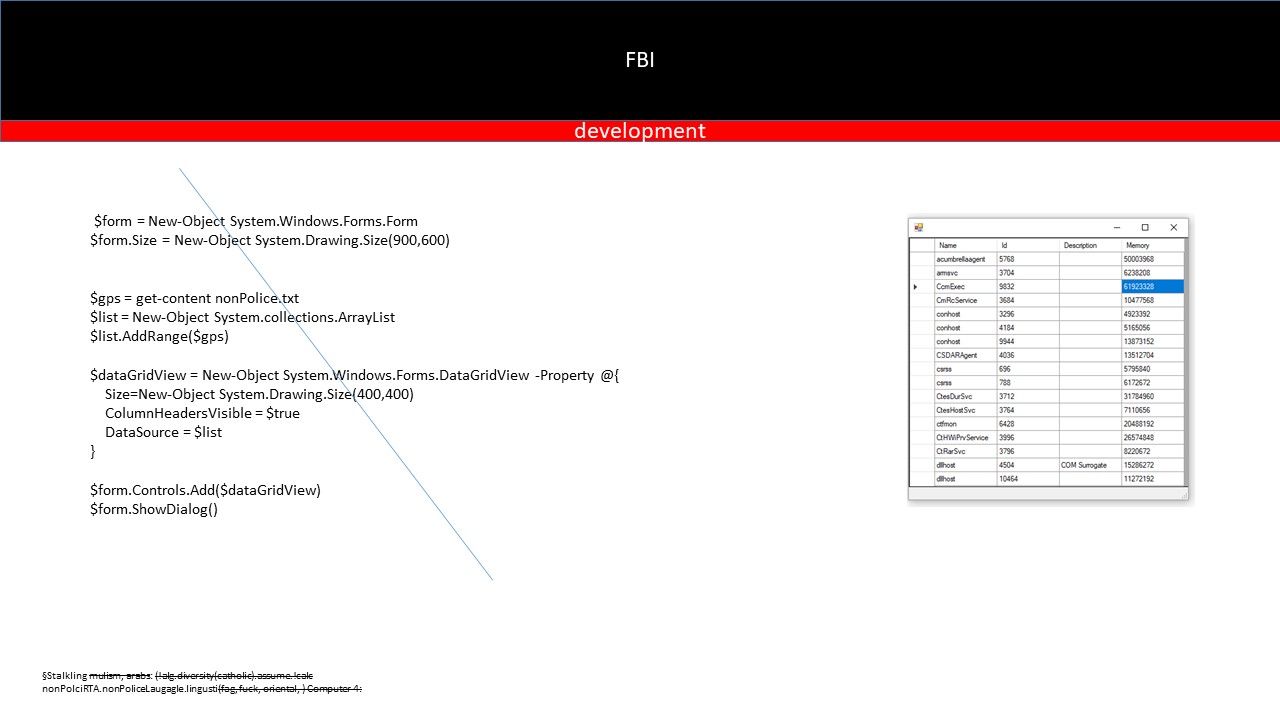 FBI
development
$form = New-Object System.Windows.Forms.Form
$form.Size = New-Object System.Drawing.Size(900,600)
$gps = get-content nonPolice.txt
$list = New-Object System.collections.ArrayList
$list.AddRange($gps)
$dataGridView = New-Object System.Windows.Forms.DataGridView -Property @{
Size=New-Object System.Drawing.Size(400,400)
ColumnHeadersVisible = $true
DataSource = $list
}
$form.Controls.Add($dataGridView)
$form.ShowDialog()
Name Id Description Memory
acumbrellaagent 5768 50003968
armsvc 3704 6238208
CcmExec 9832 61923328
CmRcService 3684 10477568
conhost 3296 4923392
conhost 4184 5165056
conhost 9944 13873152
CSDARAgent 4036 13512704
csrss 696 5795840
csrss 788 6172672
CtesDurSvc 3712 31784960
CtesHostSvc 3764 7110656
ctfmon 6428 20488192
CtHWiPrvService 3996 26574848
CtRarSvc 3796 8220672
dllhost 4504 COM Surrogate 15286272
dllhost 10464 11272192
§Stalkling mulism, arabs: (!alg.diversity(catholic).assume.!calc
nonPolciRTA.nonPoliceLaugagle.lingusti(fag,fuck, oriental, ) Computer 4: